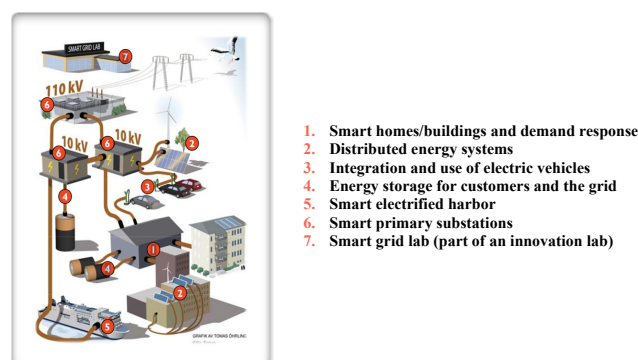 SMART GRID LAB
7
110 kV
6
10 kV
10 kV
6
6
2
3
4
1
4
2
5
GRAFIK AV TOMAS ÖHRLING
1. Smart homes/buildings and demand response
2. Distributed energy systems
3. Integration and use of electric vehicles
4. Energy storage for customers and the grid
5. Smart electrified harbor
6. Smart primary substations
7. Smart grid lab (part of an innovation lab)